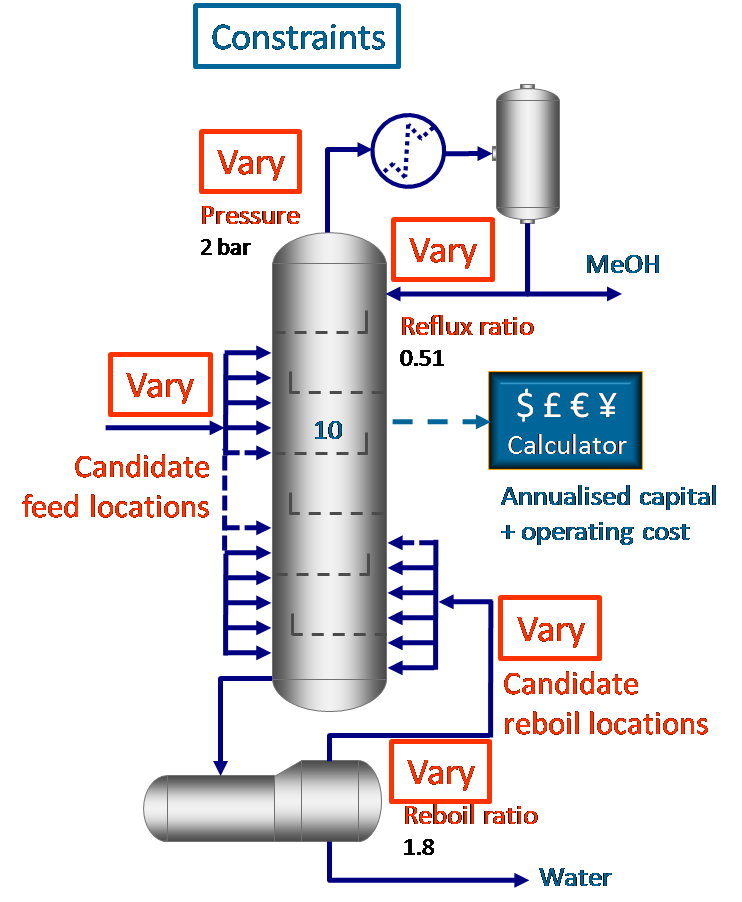 Constraints
Vary
Pressure
2 bar
Vary
MeOH
Reflux ratio
0.51
Vary
Candidate
feed locations
10
$ £ € ¥
Calculator
Annualised capital
+ operating cost
Vary
Candidate
reboil locations
Vary
Reboil ratio
1.8
Water